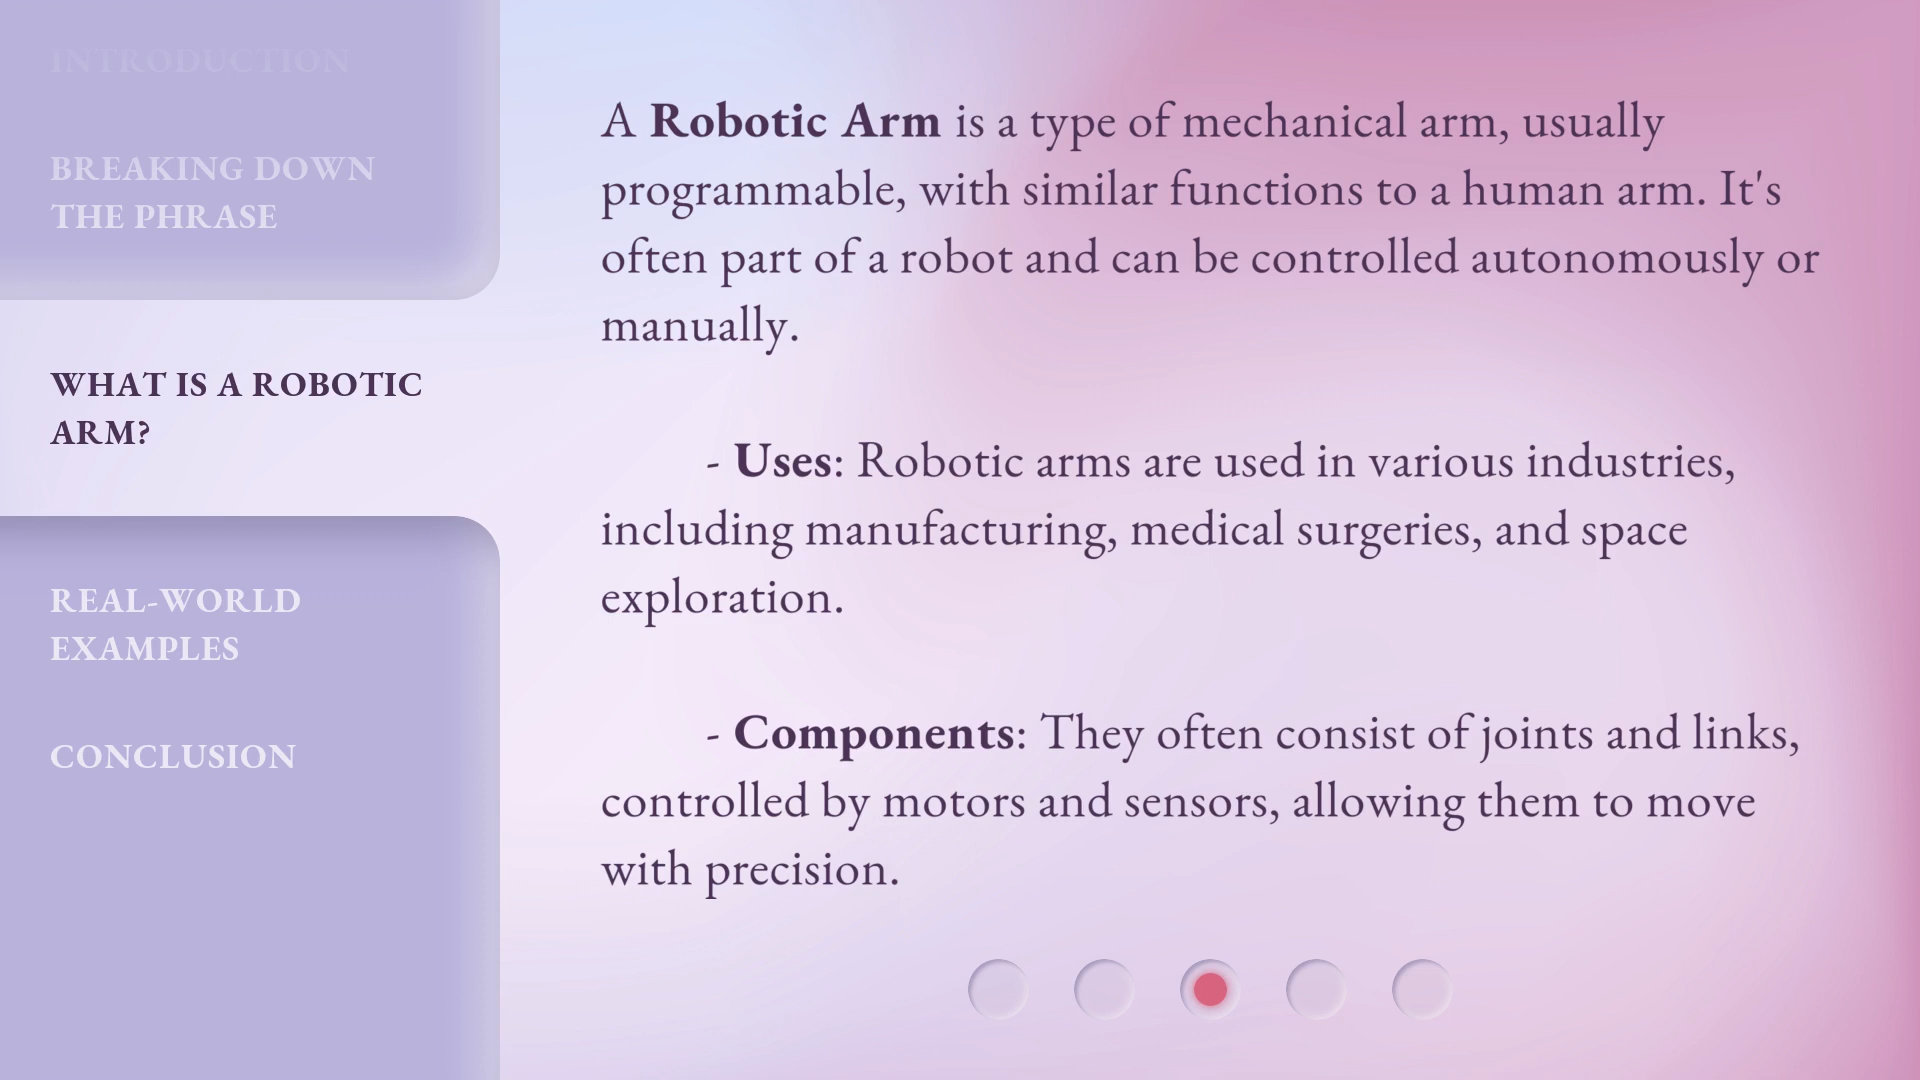 INTRODUCTION
BREAKING DOWN
THE PHRASE
WHAT IS A ROBOTIC
ARM?
REAL-WORLD
EXAMPLES
CONCLUSION
A Robotic Arm is a type of mechanical arm, usually
programmable, with similar functions to a human arm. It's
often part of a robot and can be controlled autonomously or
manually.
- Uses: Robotic arms are used in various industries,
including manufacturing, medical surgeries, and space
exploration.
- Components: They often consist of joints and links,
controlled by motors and sensors, allowing them to move
with precision.